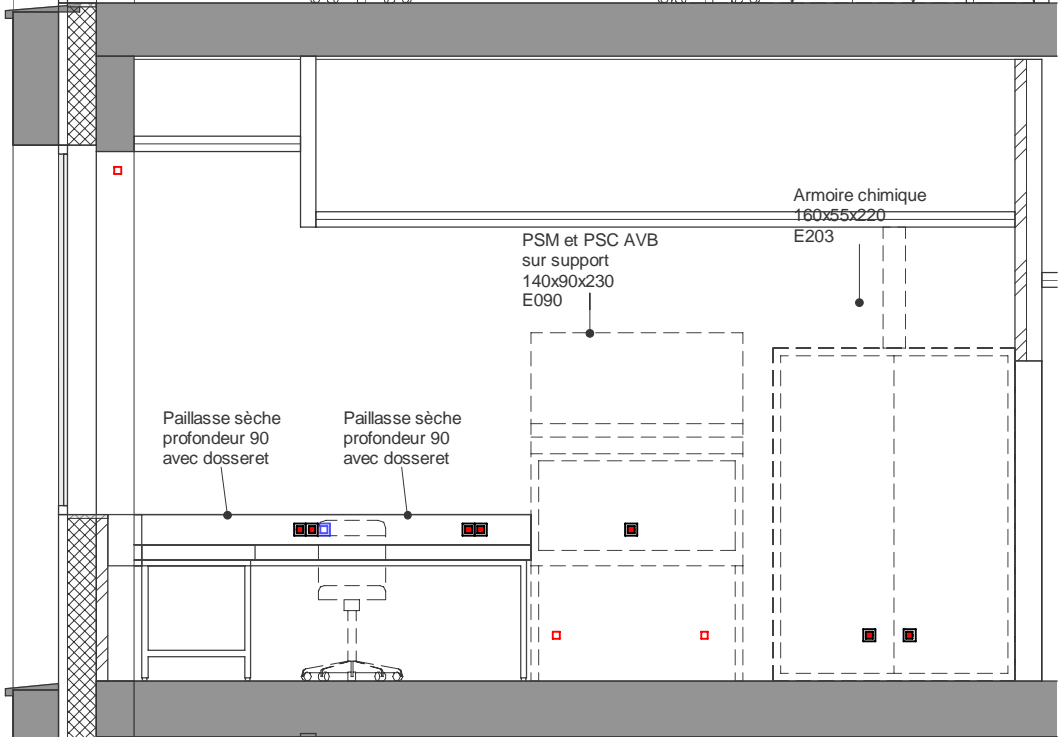 Armoire chimique
160x55x220
E203
PSM et PSC AVB
sur support
140x90x230
E090
Paillasse sèche
profondeur 90
avec dosseret
Paillasse sèche
profondeur 90
avec dosseret